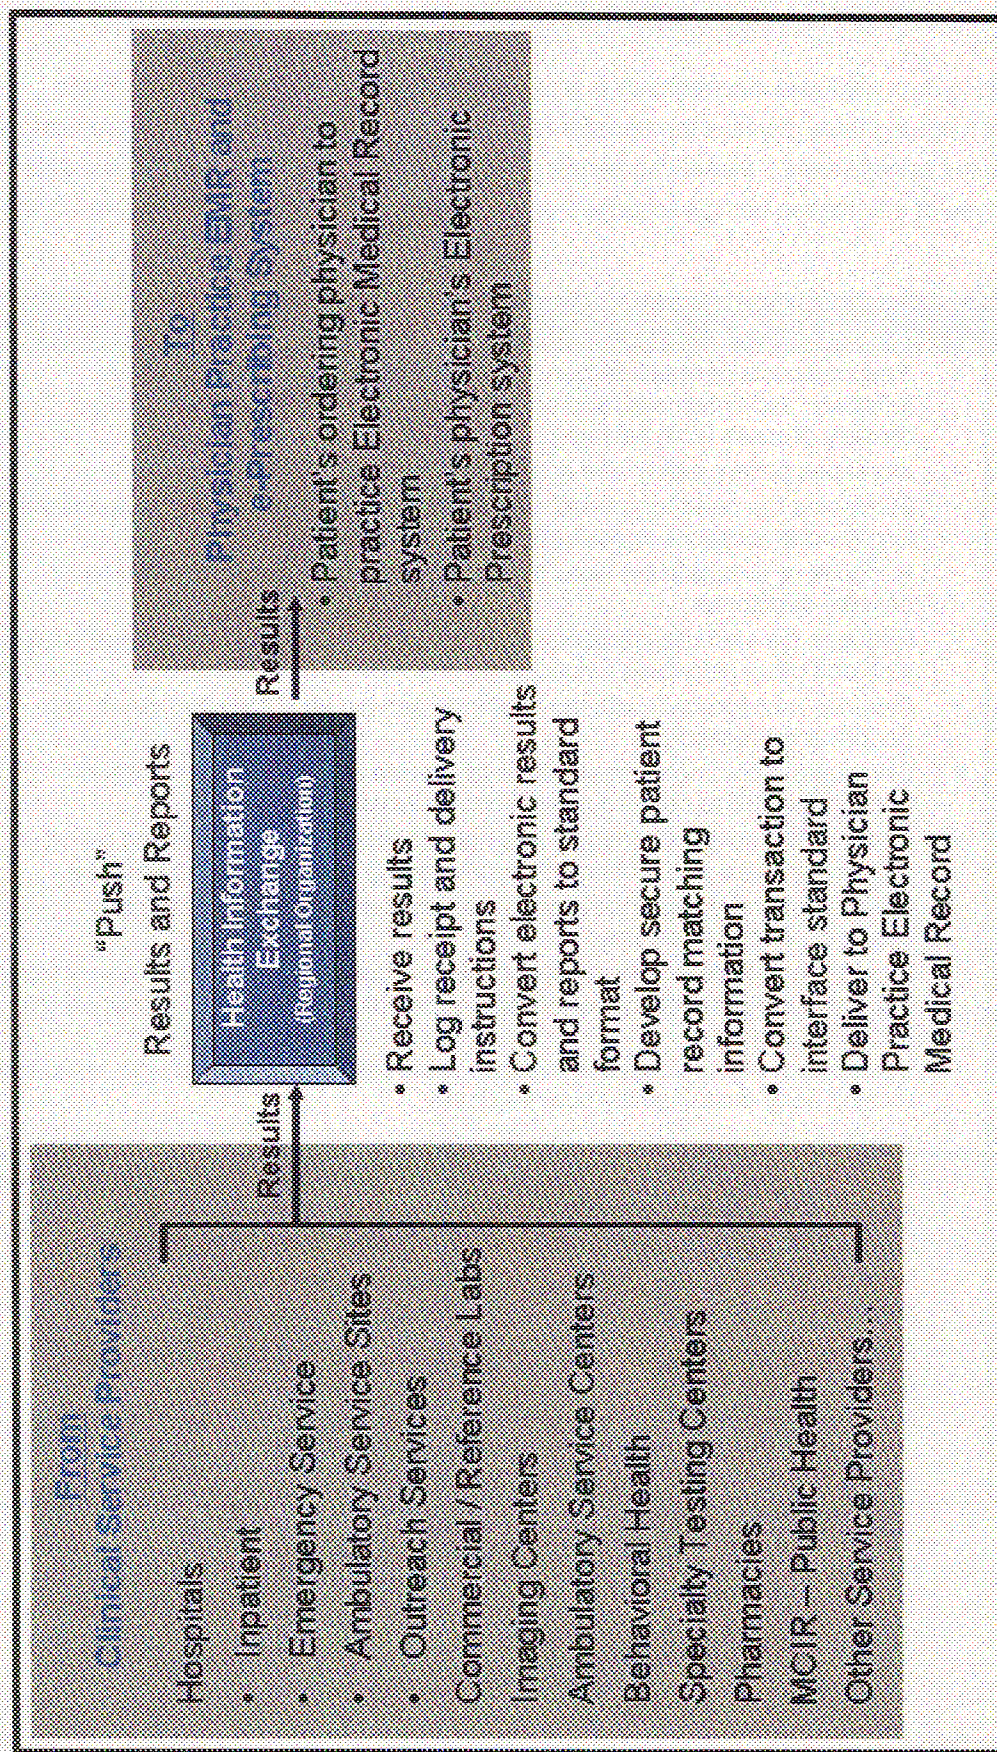 From
Clinical Service Providers
Hospitals
• Inpatient
• Emergency Service
• Ambulatory Service Sites
• Outreach Services
Commercial / Reference Labs
Imaging Centers
Ambulatory Service Centers
Behavioral Health
Specialty Testing Centers
Pharmacies
MCIR – Public Health
Other Service Providers...
Results
"Push"
Results and Reports
Health Information
Exchange
(Regional Organization)
• Receive results
• Log receipt and delivery
instructions
• Convert electronic results
and reports to standard
format
• Develop secure patient
record matching
information
• Convert transaction to
interface standard
• Deliver to Physician
Practice Electronic
Medical Record
Results
To
Physician Practice EMR and
e-Prescribing System
• Patient's ordering physician to
practice Electronic Medical Record
system
• Patient's physician's Electronic
Prescription system